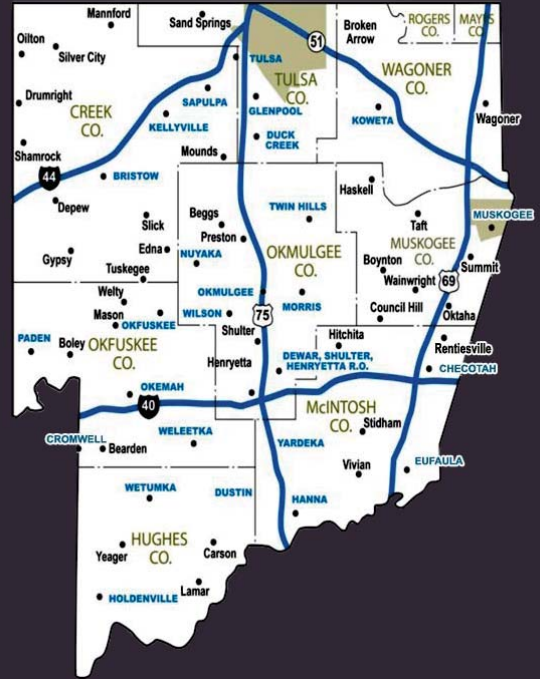 Mannford
Sand Springs
Broken
Arrow
ROGERS
CO.
MAYES
CO.
Oilton
Silver City
51
TULSA
WAGONER
CO.
TULSA
CO.
Drumright
SAPULPA
GLENPOOL
CREEK
CO.
KELLYVILLE
KOWETA
Wagoner
DUCK
CREEK
Shamrock
Mounds
44
BRISTOW
Haskell
Depew
Slick
Beggs
TWIN HILLS
Taft
MUSKOGEE
Preston
Edna
NUYAKA
OKMULGEE
CO.
MUSKOGEE
CO.
Gypsy
Boynton
Summit
Tuskegee
Wainwright
69
Welty
OKMULGEE
MORRIS
Mason
WILSON
75
Council Hill
Oktaha
OKFUSKEE
Shulter
Hitchita
PADEN
Boley
OKFUSKEE
CO.
Rentiesville
Henryetta
DEWAR, SHULTER,
HENRYETTA R.O.
CHECOTAH
OKEMAH
40
McINTOSH
CO.
Stidham
CROMWELL
Bearden
WELEETKA
YARDEKA
Vivian
EUFAULA
WETUMKA
DUSTIN
HANNA
HUGHES
CO.
Yeager
Carson
Lamar
HOLDENVILLE